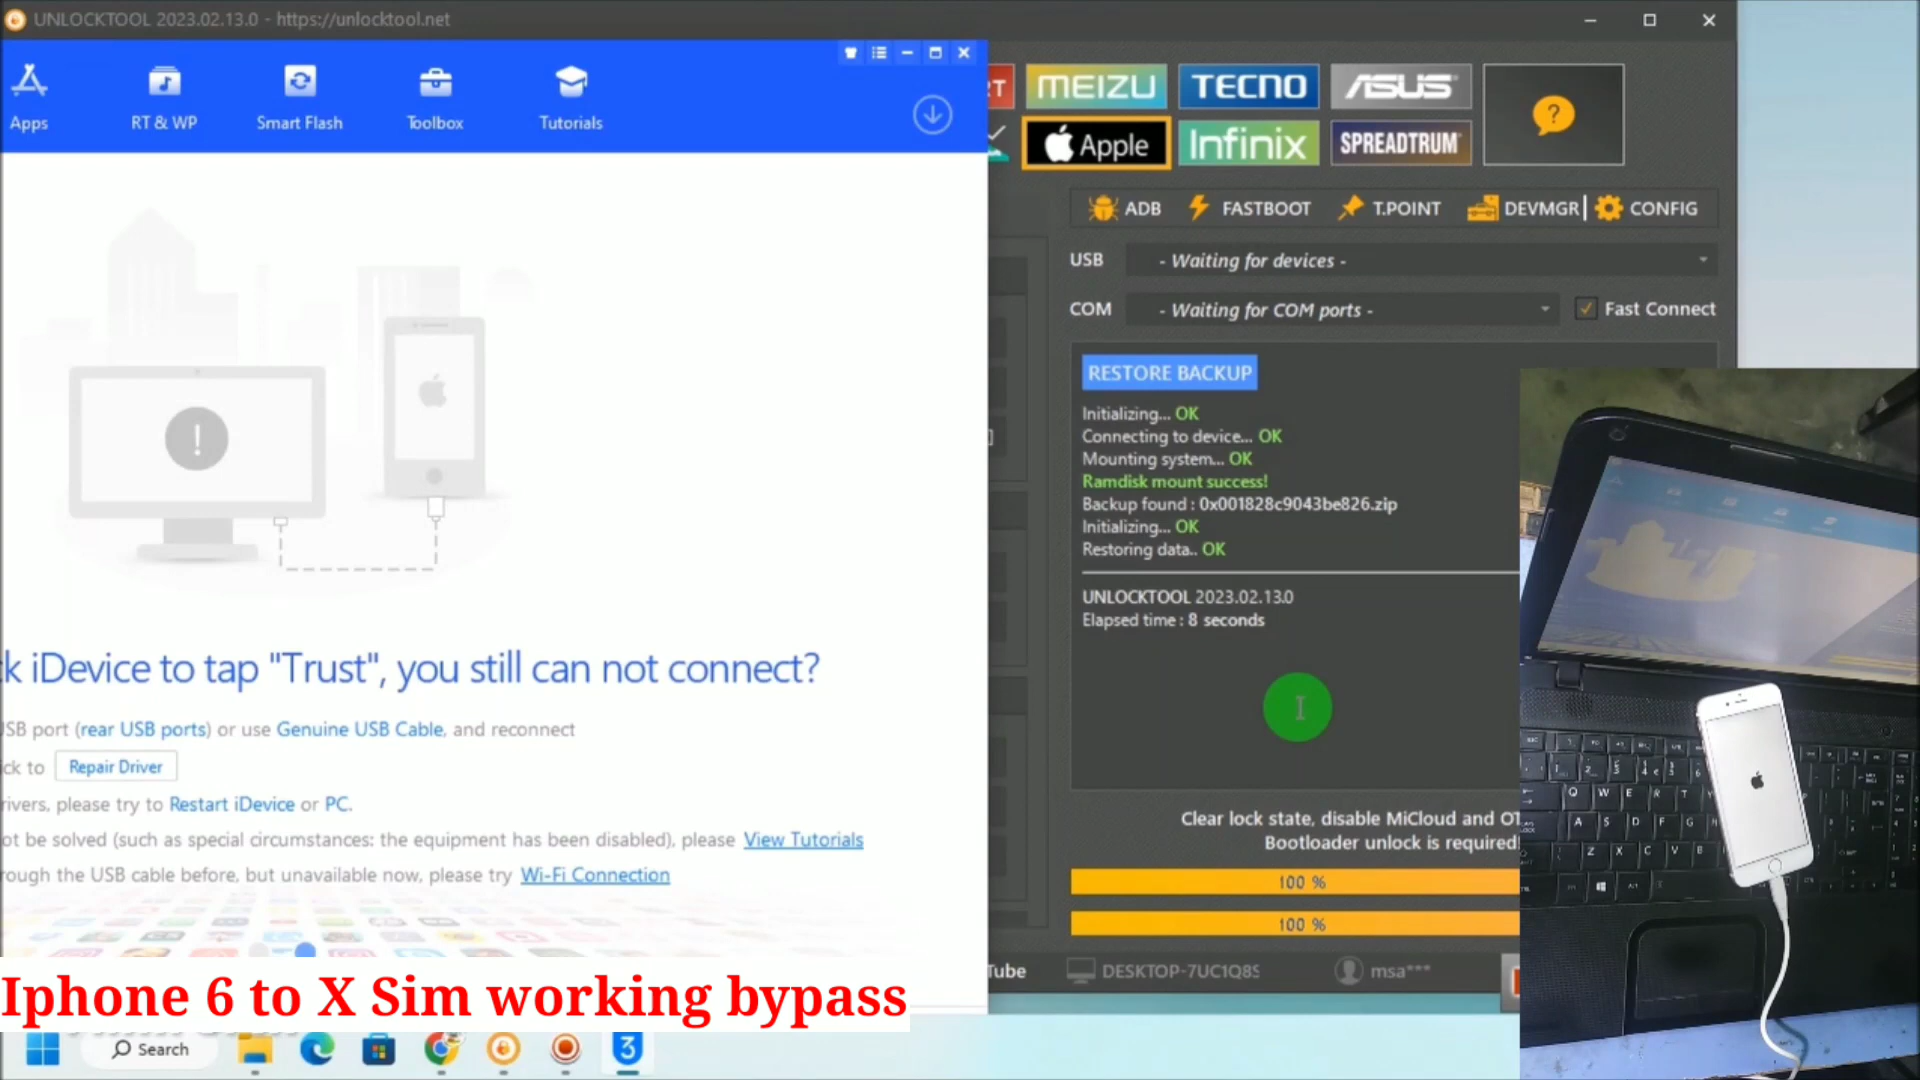 UNLOCKTOOL 2023.02.13.0 - https://unlocktool.net
Apps
RT & WP
Smart Flash
Toolbox
Tutorials
RT
MEIZU
TECNO
ASUS
?
Apple
Infinix
SPREADTRUM
ADB
FASTBOOT
T.POINT
DEVMGR
CONFIG
USB
- Waiting for devices -
COM
- Waiting for COM ports -
Fast Connect
RESTORE BACKUP
Initializing... OK
Connecting to device... OK
Mounting system... OK
Ramdisk mount success!
Backup found : 0x001828c9043be826.zip
Initializing... OK
Restoring data.. OK
UNLOCKTOOL 2023.02.13.0
Elapsed time : 8 seconds
k iDevice to tap "Trust", you still can not connect?
USB port (rear USB ports) or use Genuine USB Cable, and reconnect
ck to Repair Driver
rivers, please try to Restart iDevice or PC.
ot be solved (such as special circumstances: the equipment has been disabled), please View Tutorials
rough the USB cable before, but unavailable now, please try Wi-Fi Connection
Clear lock state, disable MiCloud and OT
Bootloader unlock is required!
100 %
100 %
Tube
DESKTOP-7UC1Q8S
msa***
Iphone 6 to X Sim working bypass
Search
3